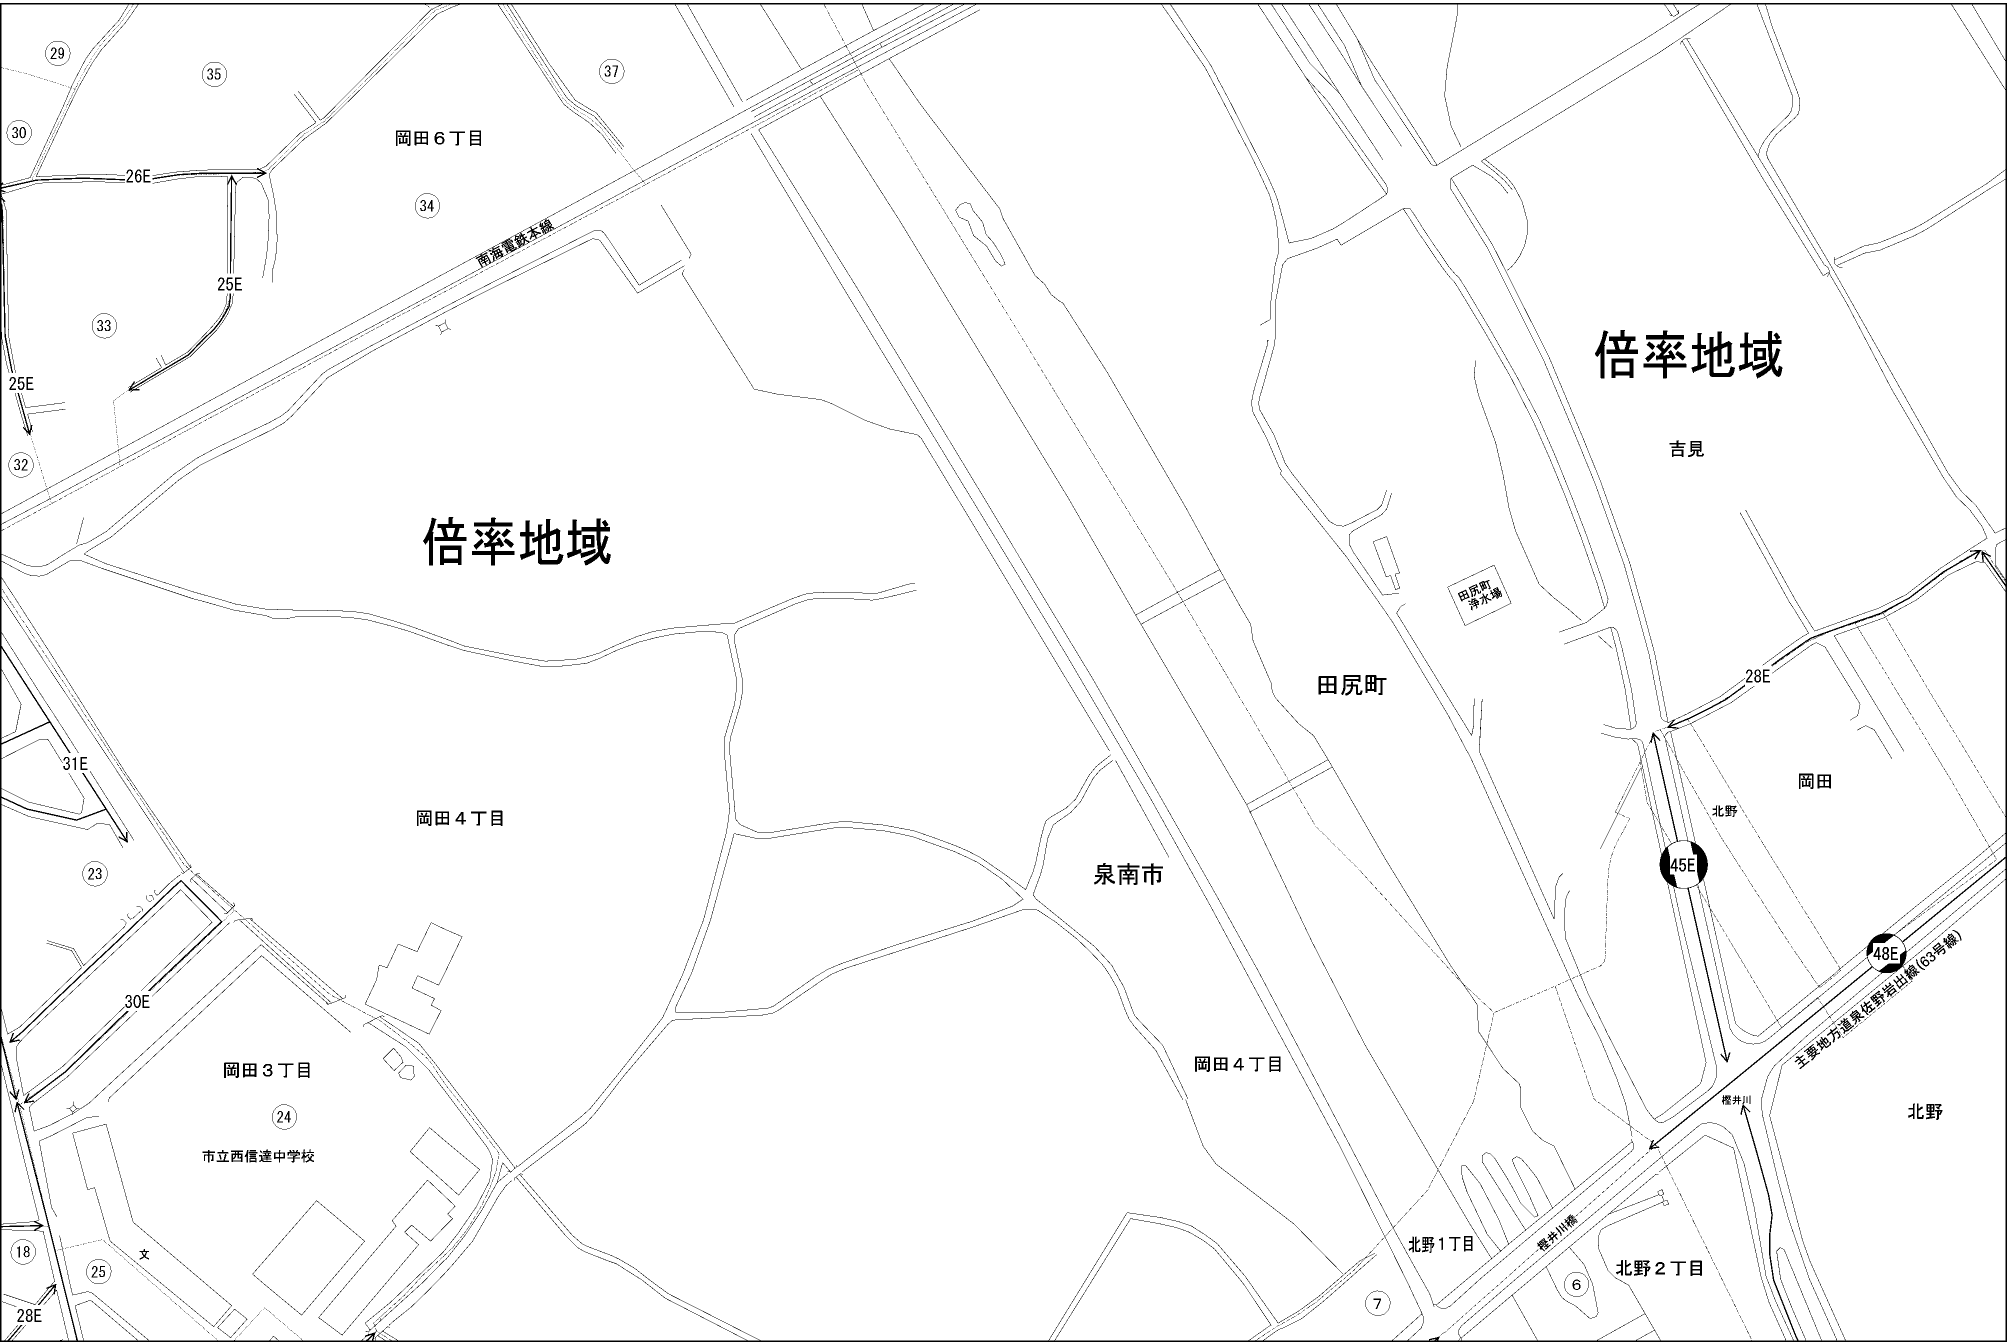 29
35
37
30
岡田６丁目
26E
34
南海電鉄本線
25E
33
倍率地域
25E
吉見
32
倍率地域
田尻町
浄水場
28E
田尻町
31E
岡田
北野
岡田４丁目
45E
23
泉南市
48E
主要地方道泉佐野岩出線(63号線)
30E
岡田３丁目
岡田４丁目
樫井川
北野
24
市立西信達中学校
樫井川橋
18
文
25
北野１丁目
北野２丁目
6
7
28E